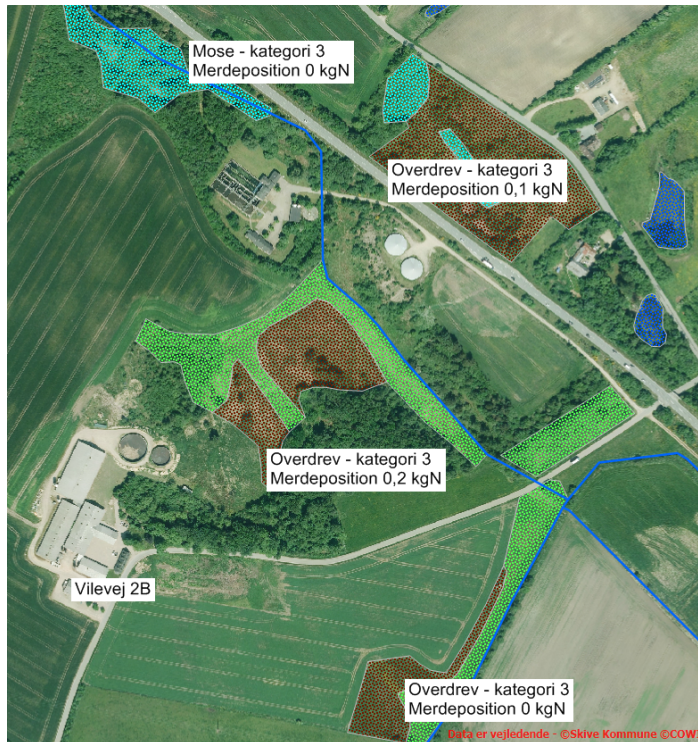 Mose - kategori 3
Merdeposition 0 kgN
Overdrev - kategori 3
Merdeposition 0,1 kgN
Overdrev - kategori 3
Merdeposition 0,2 kgN
Vilevej 2B
Overdrev - kategori 3
Merdeposition 0 kgN
Data er vejledende - ©Skive Kommune ©COW